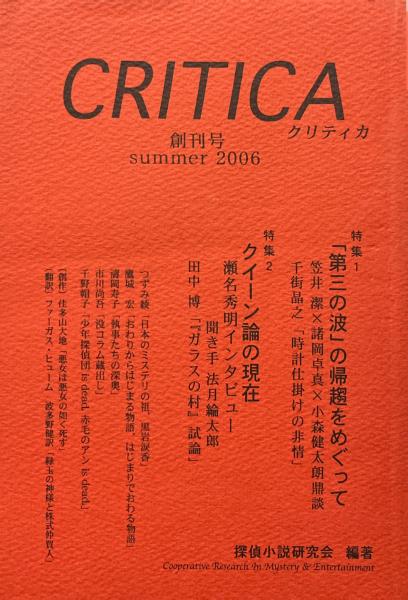 CRITICA
クリティカ
創刊号
summer 2006
特集1
「第三の波」の帰趨をめぐって
笠井 潔×諸岡卓真×小森健太朗鼎談
千街晶之「時計仕掛けの非情」
特集2
クイーン論の現在
瀬名秀明インタビュー
聞き手 法月綸太郎
田中 博「『ガラスの村』試論」
つずみ綾「日本のミステリの祖、黒岩涙香」
鷹城 宏「おわりからはじまる物語 はじまりでおわる物語」
蔓葉寿子「執事たちの深奥」
市川尚吾「没コラム蔵出し」
千野帽子「少年探偵団 is dead. 赤毛のアン is dead.」
〔創作〕佳多山大地「悪女は悪女の如く死す」
〔翻訳〕ファーガス・ヒューム 波多野健訳「緑玉の神様と株式仲買人」
探偵小説研究会 編著
Cooperative Research In Mystery & Entertainment